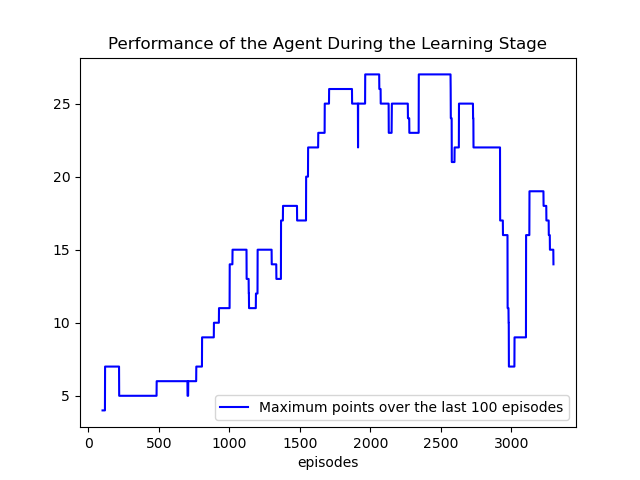 Performance of the Agent During the Learning Stage
25
20
15
10
5
Maximum points over the last 100 episodes
0 500 1000 1500 2000 2500 3000
episodes